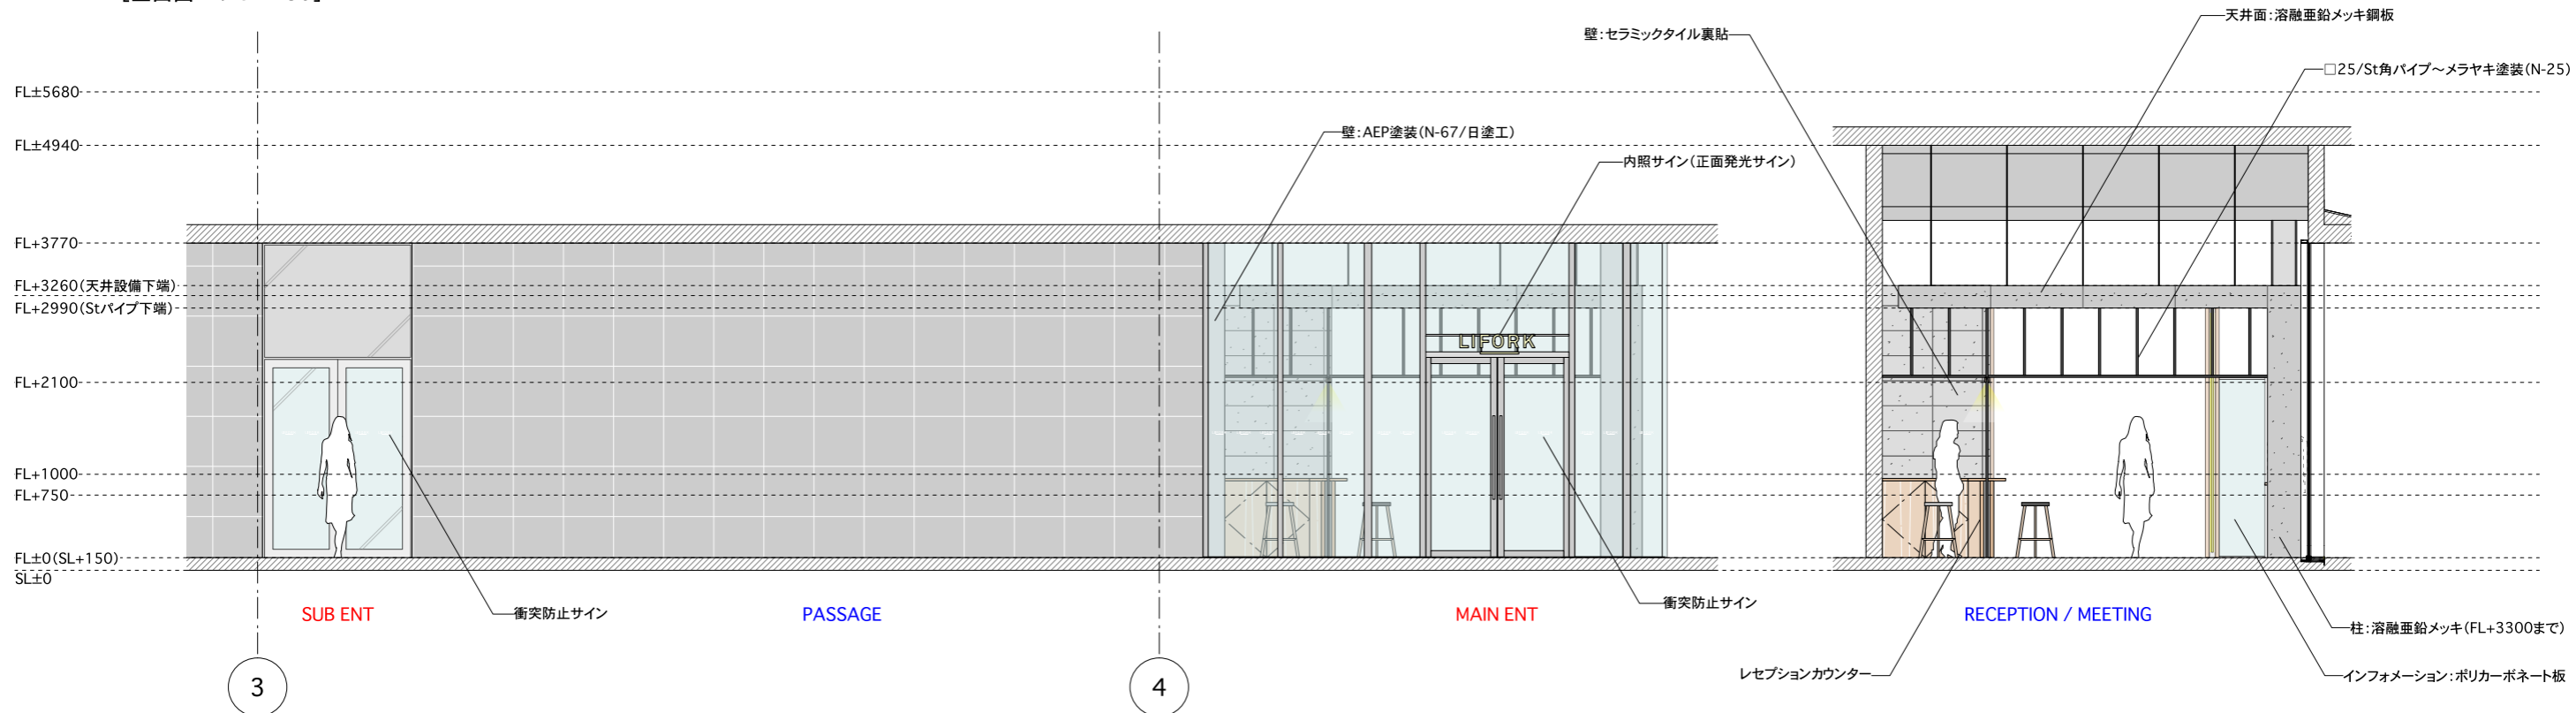 天井面:溶融亜鉛メッキ鋼板
壁:セラミックタイル裏貼
□25/St角パイプ～メラヤキ塗装(N-25)
FL±5680
壁:AEP塗装(N-67/日塗工)
FL±4940
内照サイン(正面発光サイン)
FL+3770
FL+3260(天井設備下端)
FL+2990(Stパイプ下端)
LIFORK
FL+2100
FL+1000
FL+750
FL±0(SL+150)
SL±0
SUB ENT
衝突防止サイン
PASSAGE
MAIN ENT
衝突防止サイン
RECEPTION / MEETING
柱:溶融亜鉛メッキ(FL+3300まで)
レセプションカウンター
インフォメーション:ポリカーボネート板
3
4